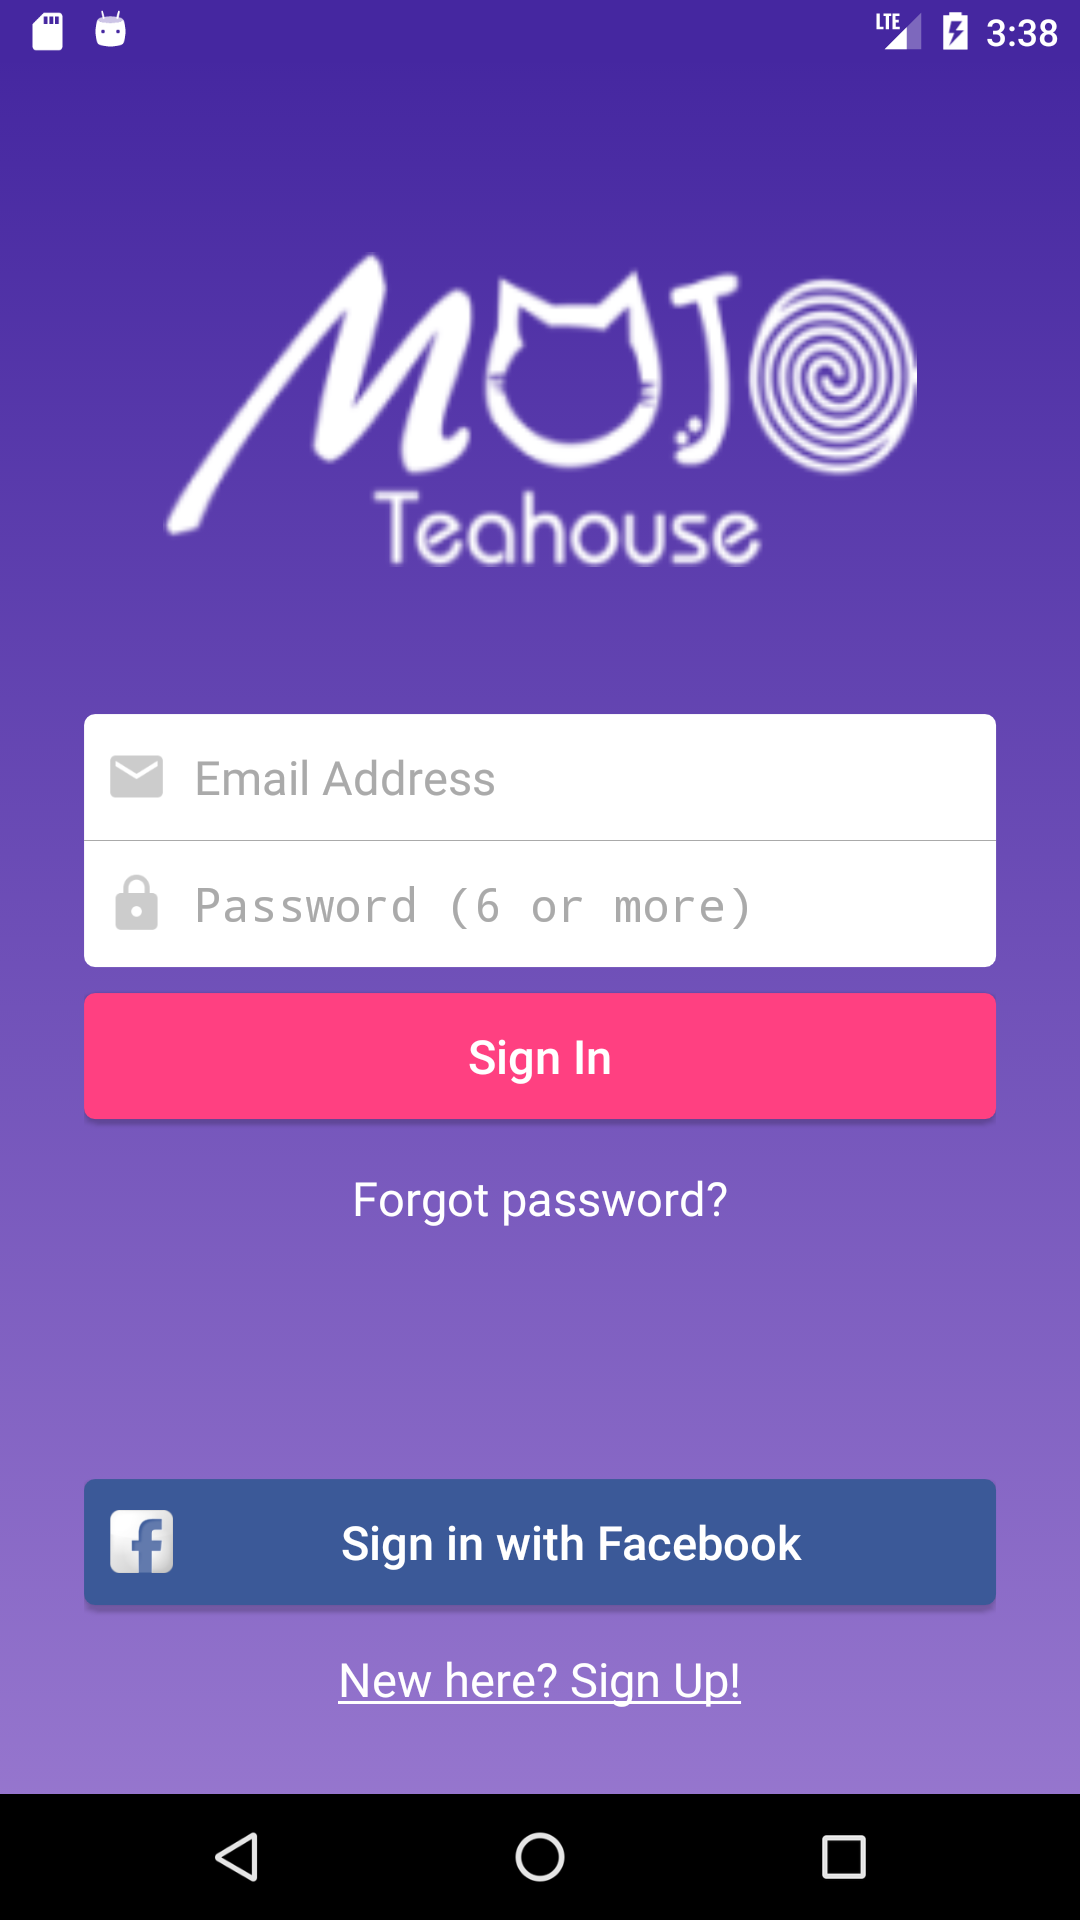 LTE 3:38
MOJO
Teahouse
Email Address
Password (6 or more)
Sign In
Forgot password?
Sign in with Facebook
New here? Sign Up!